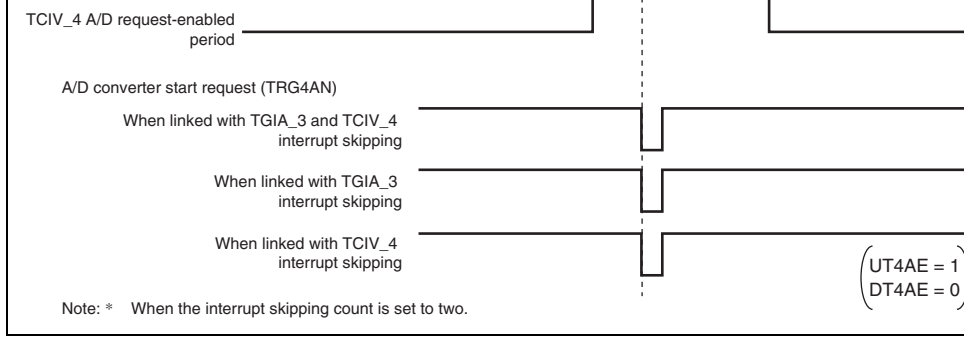 TCIV_4 A/D request-enabled
period
A/D converter start request (TRG4AN)
When linked with TGIA_3 and TCIV_4
interrupt skipping
When linked with TGIA_3
interrupt skipping
When linked with TCIV_4
interrupt skipping
UT4AE = 1
DT4AE = 0
Note: * When the interrupt skipping count is set to two.